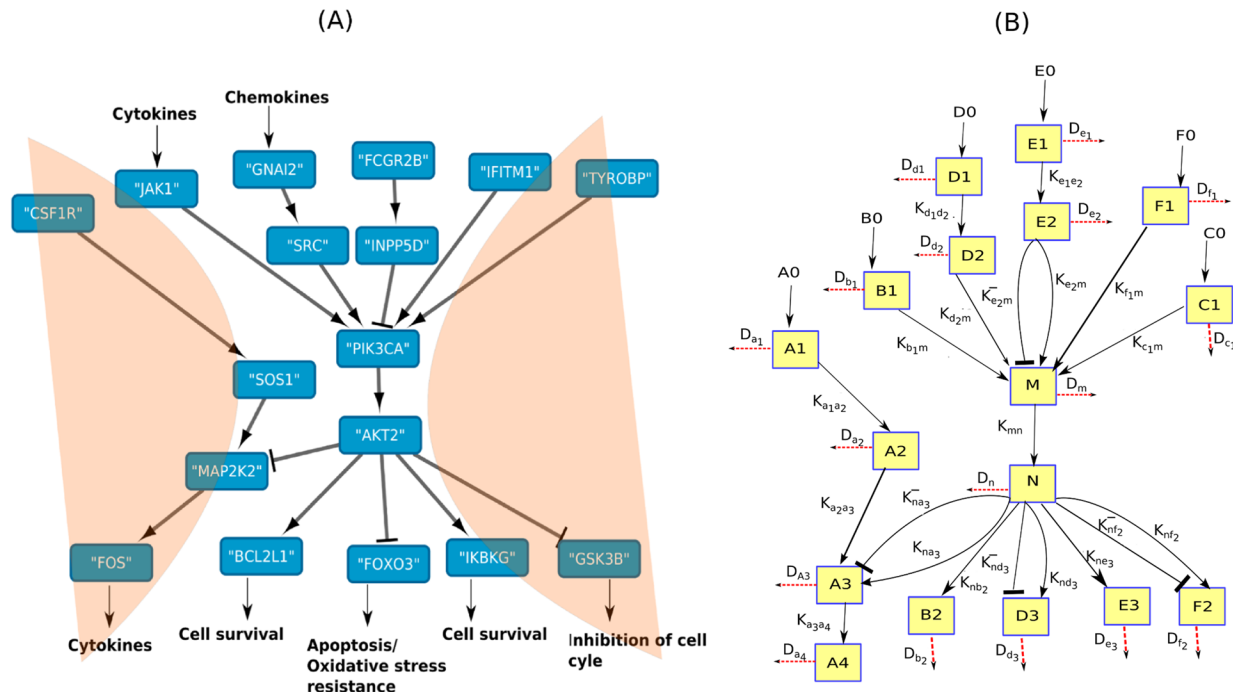 (A)
Chemokines
Cytokines
"GNAI2"
"FCGR2B"
"IFITM1"
"TYROBP"
"JAK1"
"CSF1R"
"SRC"
"INPP5D"
"PIK3CA"
"SOS1"
"AKT2"
"MAP2K2"
"FOS"
"BCL2L1"
"FOXO3"
"IKBKG"
"GSK3B"
Cytokines
Cell survival
Apoptosis/
Oxidative stress
resistance
Cell survival
Inhibition of cell
cyle
(B)
E0
D0
F0
C0
B0
A0
E1
De1
Dd1
D1
Ke1e2
F1
Df1
Kd1d2
E2
De2
Dd2
D2
Db1
B1
Kd2m
K¯e2m
Ke2m
Kf1m
C1
Dc1
Kb1m
Kc1m
Da1
A1
M
Dm
Ka1a2
Kmn
Da2
A2
N
Dn
Ka2a3
K¯na3
Kna3
K¯nd3
Knd3
Kne3
K¯nf2
Knf2
Knb2
DA3
A3
B2
D3
E3
F2
Ka3a4
Db2
Dd3
De3
Df2
Da4
A4